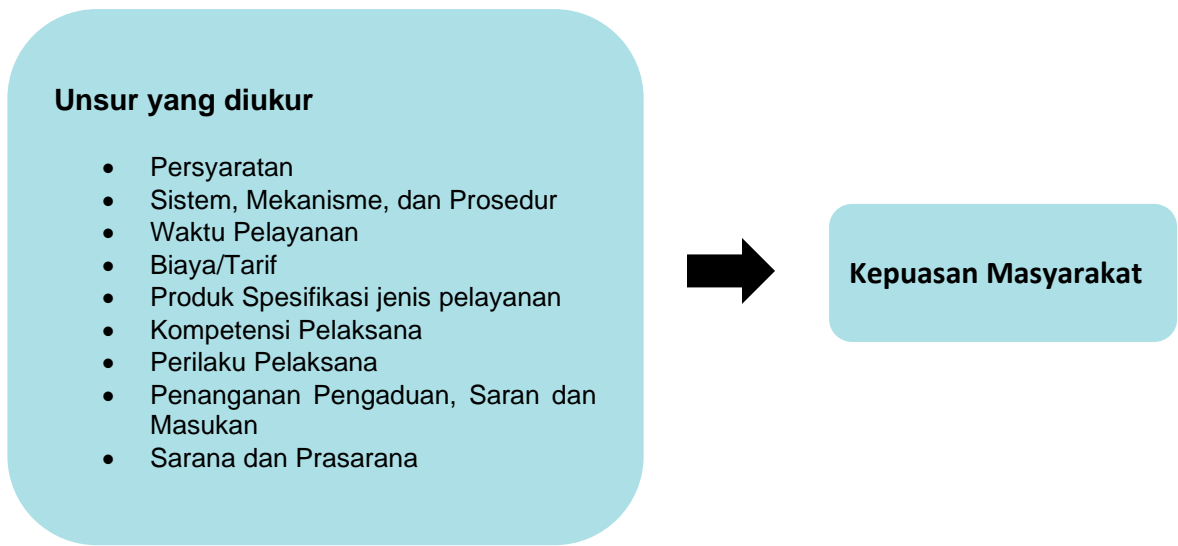 Unsur yang diukur
• Persyaratan
• Sistem, Mekanisme, dan Prosedur
• Waktu Pelayanan
• Biaya/Tarif
• Produk Spesifikasi jenis pelayanan
• Kompetensi Pelaksana
• Perilaku Pelaksana
• Penanganan Pengaduan, Saran dan
Masukan
• Sarana dan Prasarana
Kepuasan Masyarakat